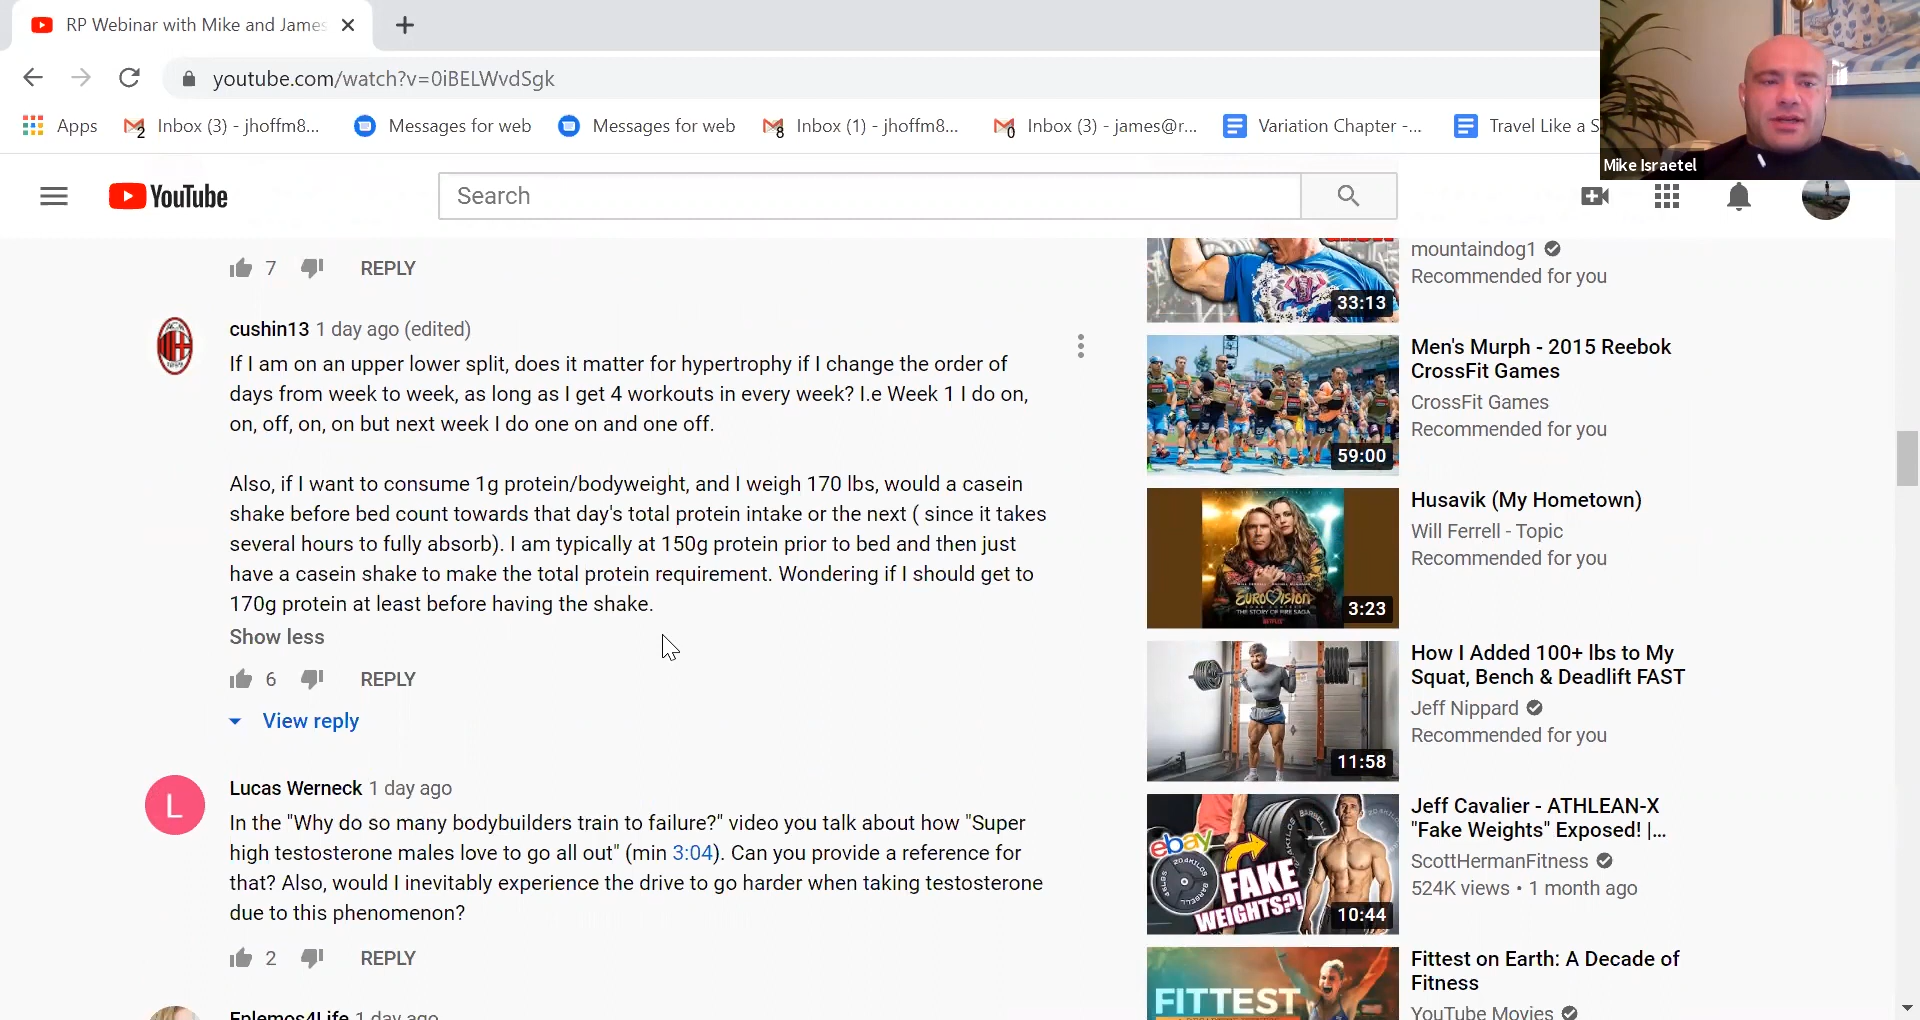 RP Webinar with Mike and James
youtube.com/watch?v=0iBELWvdSgk
Apps
2
Inbox (3) - jhoffm8...
Messages for web
Messages for web
8
Inbox (1) - jhoffm8...
0
Inbox (3) - james@r...
Variation Chapter -...
Travel Like a S
Mike Israetel
YouTube
Search
7
REPLY
cushin13 1 day ago (edited)
If I am on an upper lower split, does it matter for hypertrophy if I change the order of
days from week to week, as long as I get 4 workouts in every week? I.e Week 1 I do on,
on, off, on, on but next week I do one on and one off.
Also, if I want to consume 1g protein/bodyweight, and I weigh 170 lbs, would a casein
shake before bed count towards that day's total protein intake or the next ( since it takes
several hours to fully absorb). I am typically at 150g protein prior to bed and then just
have a casein shake to make the total protein requirement. Wondering if I should get to
170g protein at least before having the shake.
Show less
6
REPLY
View reply
L
Lucas Werneck 1 day ago
In the "Why do so many bodybuilders train to failure?" video you talk about how "Super
high testosterone males love to go all out" (min 3:04). Can you provide a reference for
that? Also, would I inevitably experience the drive to go harder when taking testosterone
due to this phenomenon?
2
REPLY
Eplemos4Life 1 day ago
33:13
mountaindog1
Recommended for you
59:00
Men's Murph - 2015 Reebok
CrossFit Games
CrossFit Games
Recommended for you
EUROVISION
THE STORY OF FIRE SAGA
NETFLIX
3:23
Husavik (My Hometown)
Will Ferrell - Topic
Recommended for you
11:58
How I Added 100+ lbs to My
Squat, Bench & Deadlift FAST
Jeff Nippard
Recommended for you
ebay
FAKE
WEIGHTS?!
10:44
Jeff Cavalier - ATHLEAN-X
"Fake Weights" Exposed! |...
ScottHermanFitness
524K views • 1 month ago
FITTEST
Fittest on Earth: A Decade of
Fitness
YouTube Movies